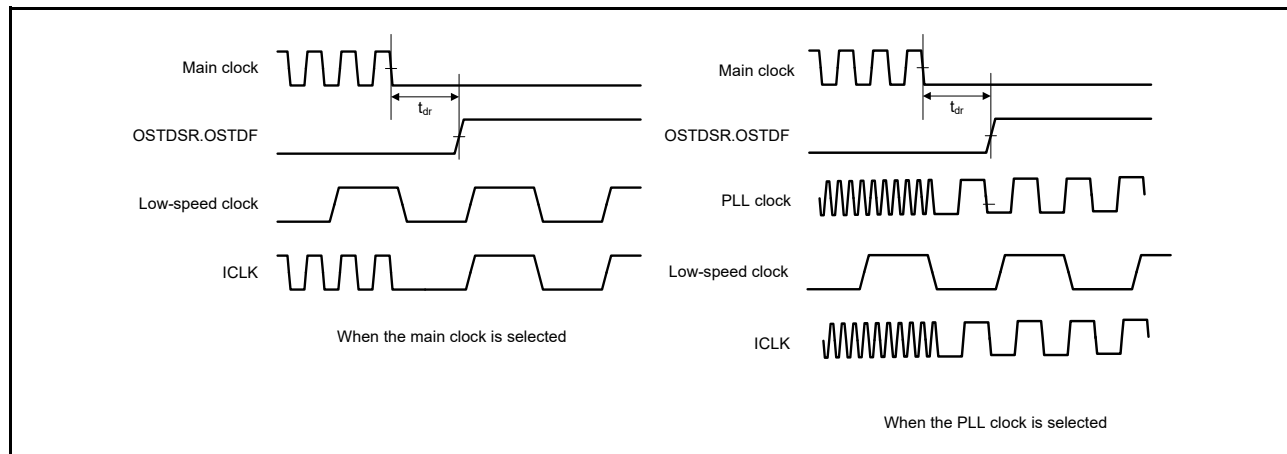 Main clock
t_dr
OSTDSR.OSTDF
Low-speed clock
ICLK
When the main clock is selected
Main clock
t_dr
OSTDSR.OSTDF
PLL clock
Low-speed clock
ICLK
When the PLL clock is selected